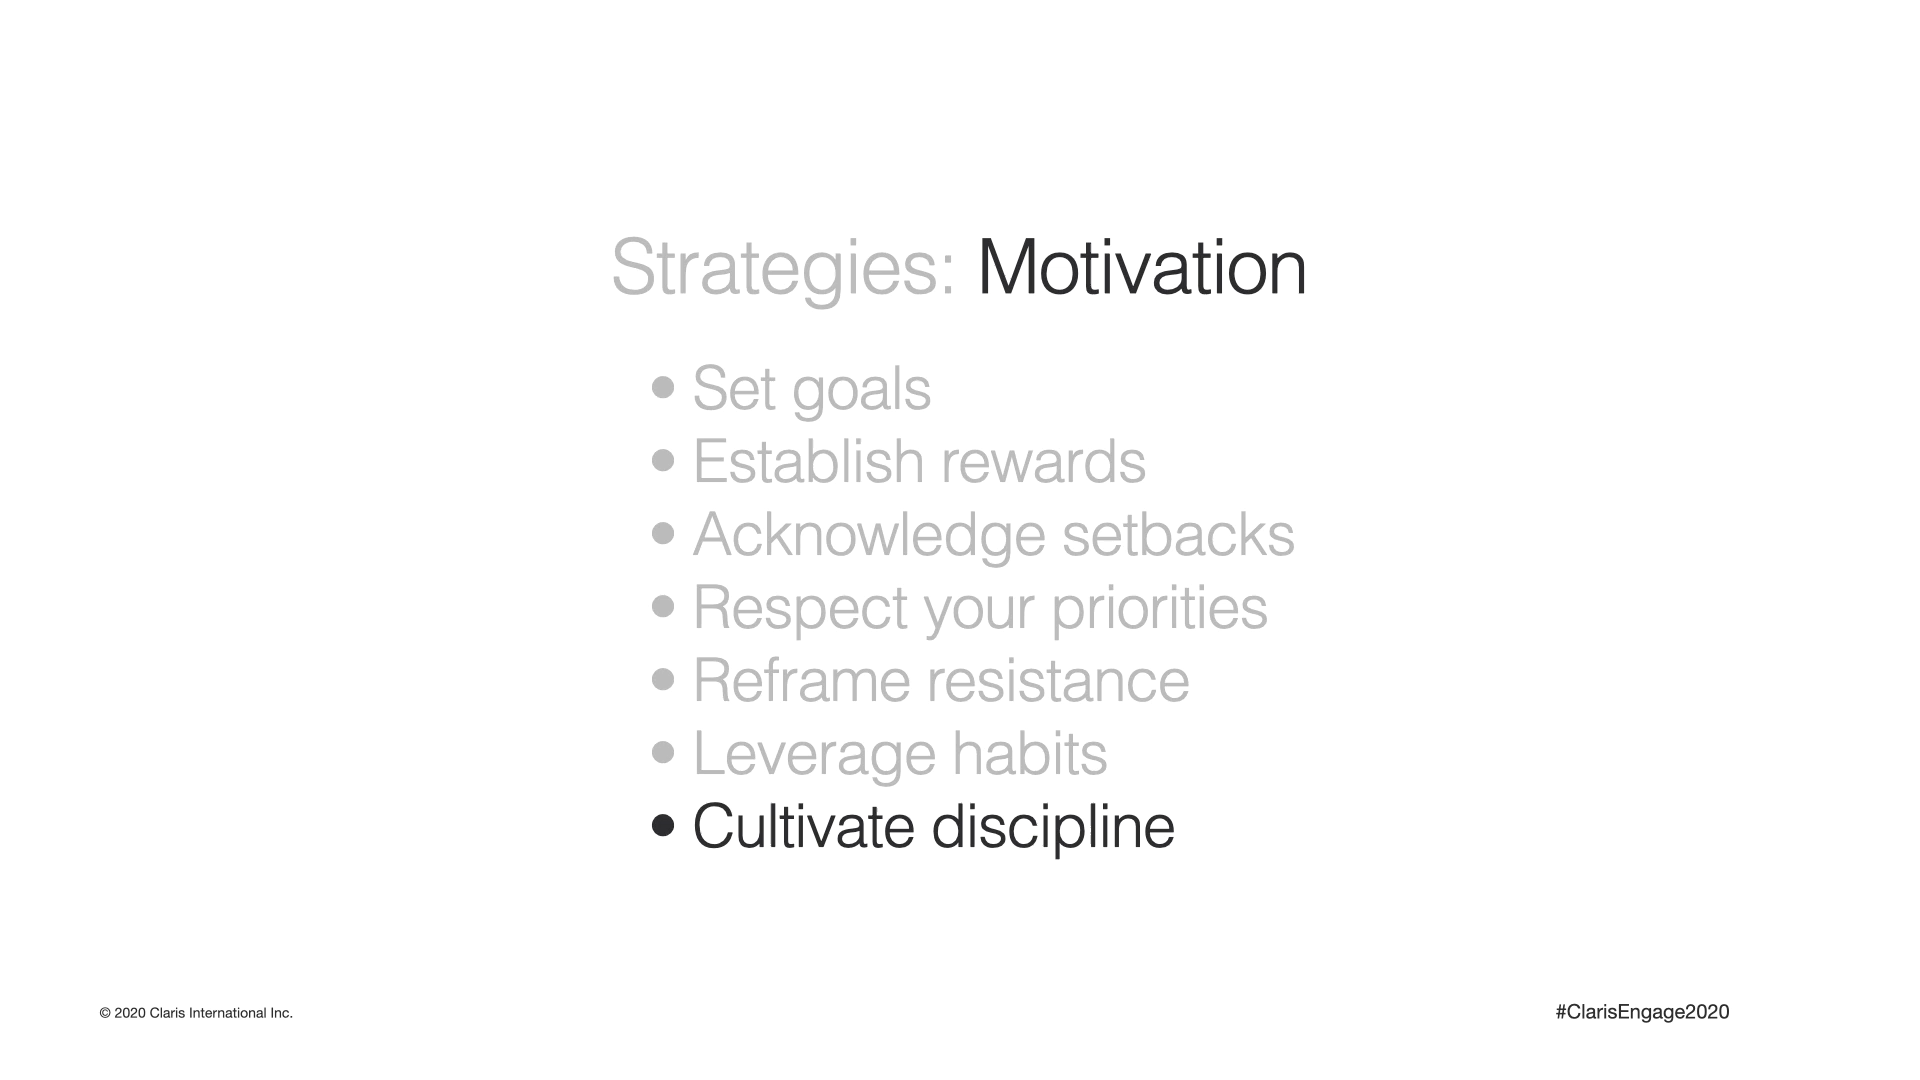 Strategies: Motivation
• Set goals
• Establish rewards
• Acknowledge setbacks
• Respect your priorities
• Reframe resistance
• Leverage habits
• Cultivate discipline
© 2020 Claris International Inc.
#ClarisEngage2020